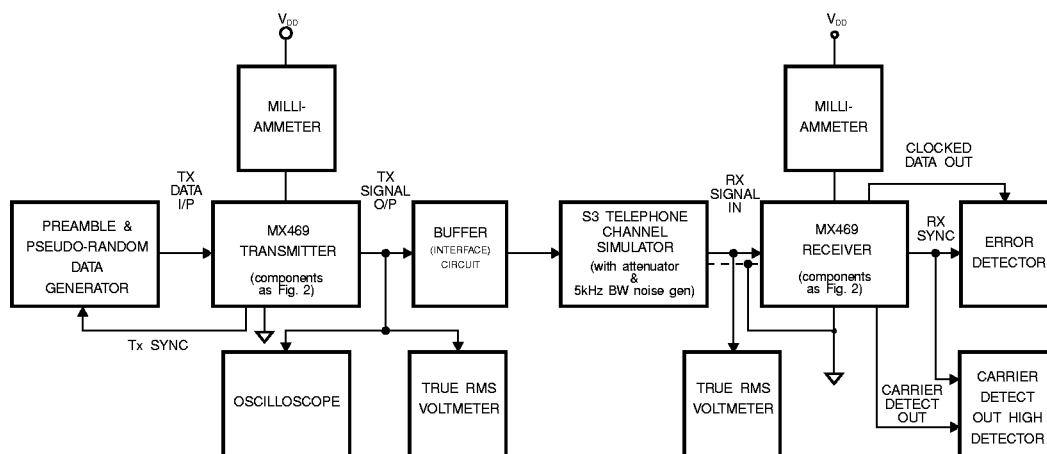 VDD
MILLI-
AMMETER
TX
DATA
I/P
TX
SIGNAL
O/P
PREAMBLE &
PSEUDO-RANDOM
DATA
GENERATOR
MX469
TRANSMITTER
(components
as Fig. 2)
BUFFER
(INTERFACE)
CIRCUIT
Tx SYNC
OSCILLOSCOPE
TRUE RMS
VOLTMETER
VDD
MILLI-
AMMETER
CLOCKED
DATA OUT
RX
SIGNAL
IN
S3 TELEPHONE
CHANNEL
SIMULATOR
(with attenuator
&
5kHz BW noise gen)
MX469
RECEIVER
(components
as Fig. 2)
RX
SYNC
ERROR
DETECTOR
TRUE RMS
VOLTMETER
CARRIER
DETECT
OUT
CARRIER
DETECT
OUT HIGH
DETECTOR